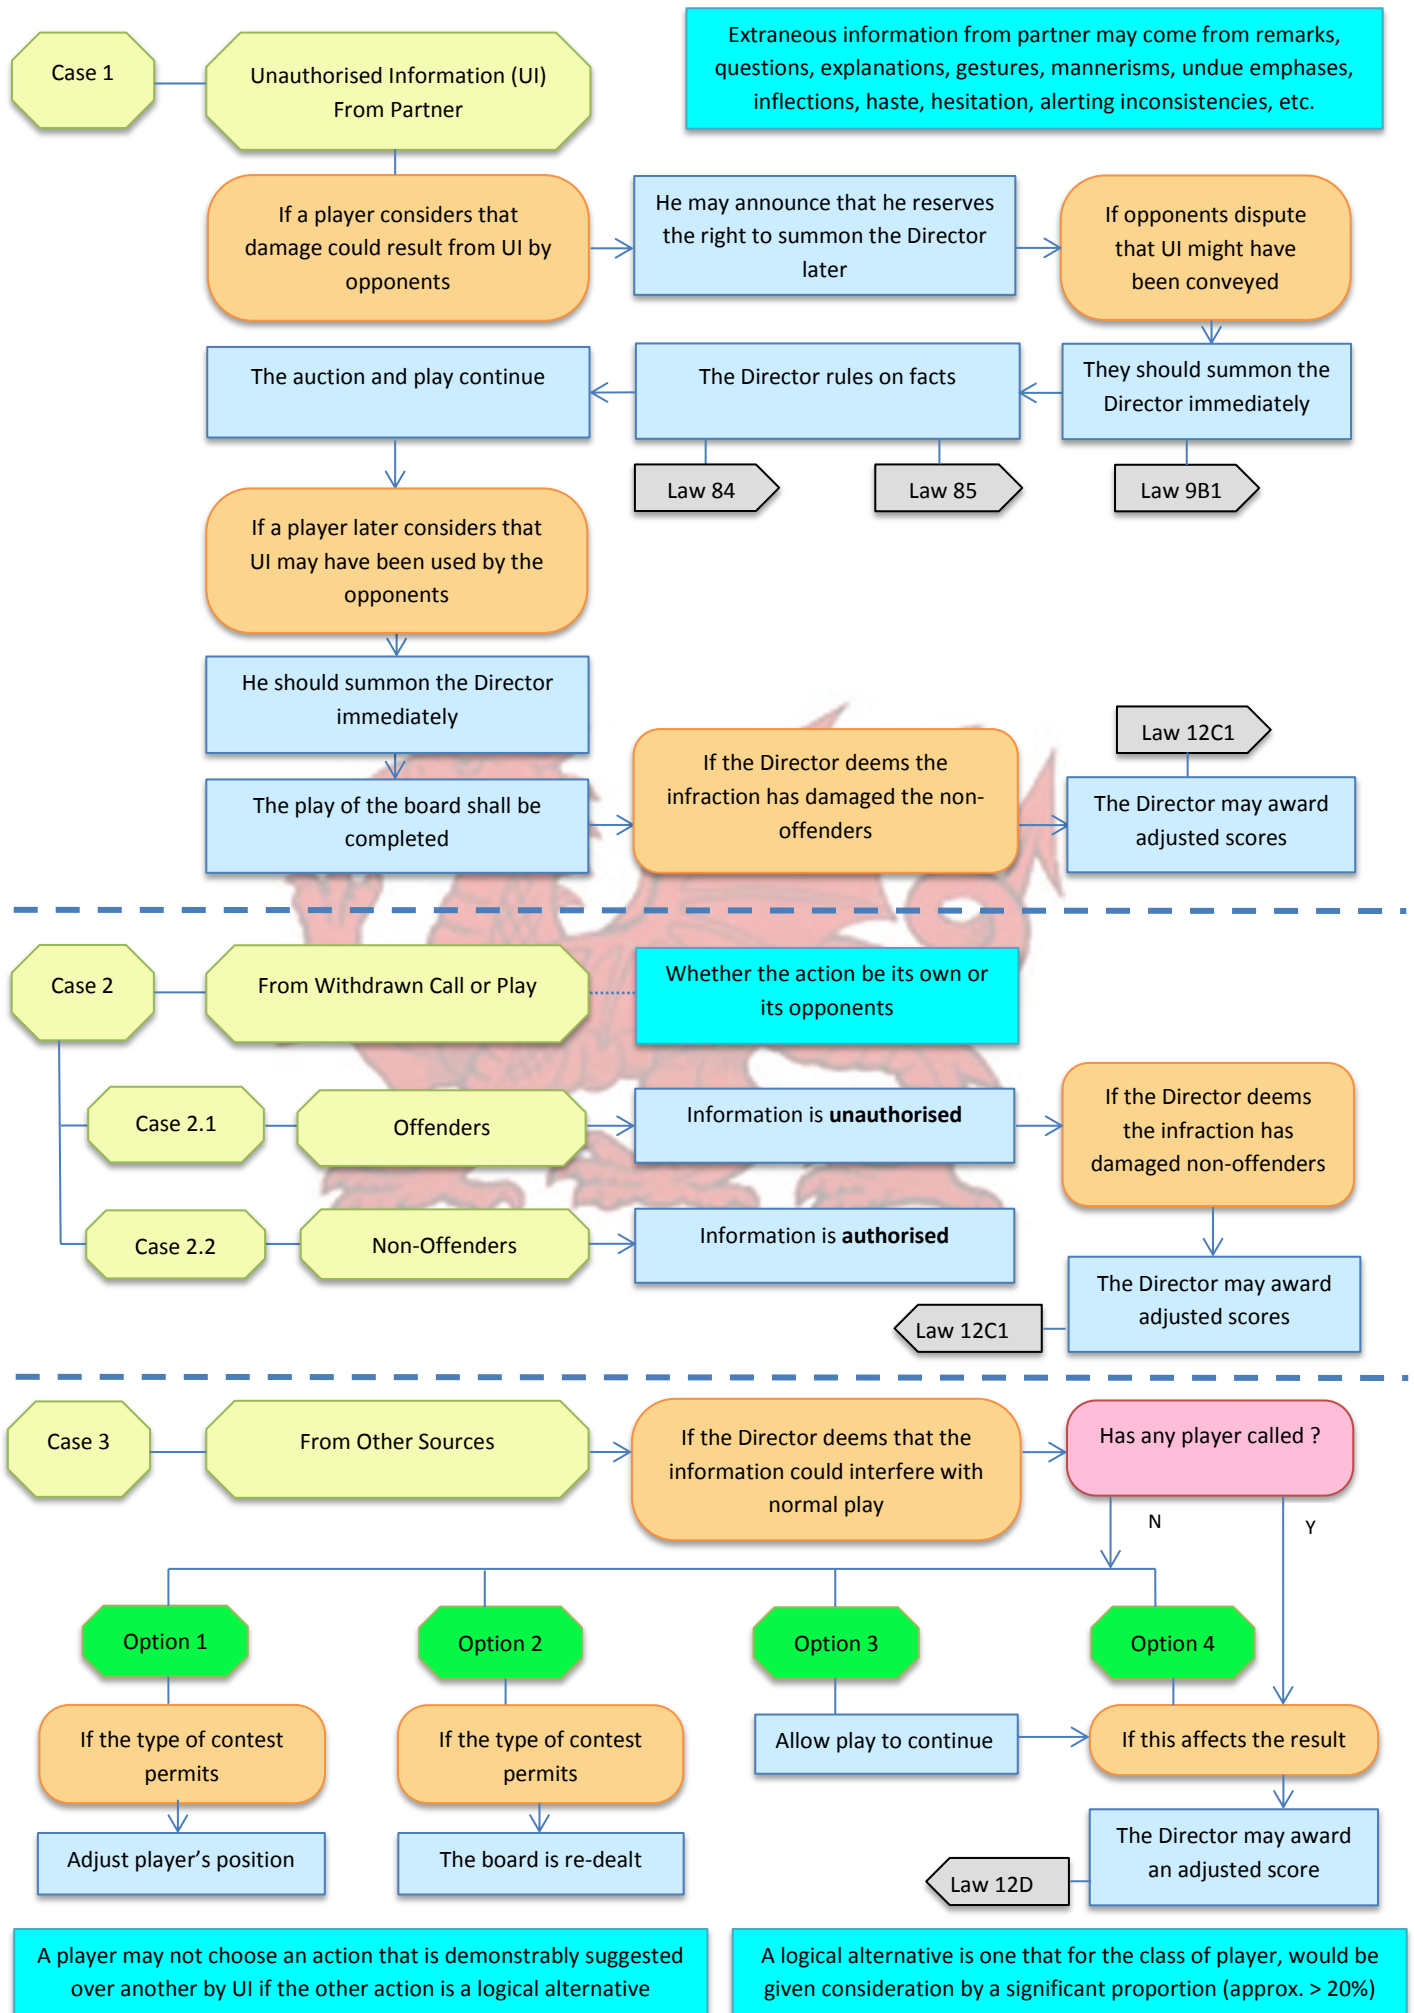 Case 1
Unauthorised Information (UI)
From Partner
Extraneous information from partner may come from remarks,
questions, explanations, gestures, mannerisms, undue emphases,
inflections, haste, hesitation, alerting inconsistencies, etc.
If a player considers that
damage could result from UI by
opponents
He may announce that he reserves
the right to summon the Director
later
If opponents dispute
that UI might have
been conveyed
They should summon the
Director immediately
Law 9B1
The Director rules on facts
Law 84
Law 85
The auction and play continue
If a player later considers that
UI may have been used by the
opponents
He should summon the Director
immediately
The play of the board shall be
completed
If the Director deems the
infraction has damaged the non-
offenders
Law 12C1
The Director may award
adjusted scores
Case 2
From Withdrawn Call or Play
Whether the action be its own or
its opponents
Case 2.1
Offenders
Information is unauthorised
If the Director deems
the infraction has
damaged non-offenders
Case 2.2
Non-Offenders
Information is authorised
The Director may award
adjusted scores
Law 12C1
Case 3
From Other Sources
If the Director deems that the
information could interfere with
normal play
Has any player called ?
N
Y
Option 1
Option 2
Option 3
Option 4
If the type of contest
permits
If the type of contest
permits
Allow play to continue
If this affects the result
Adjust player’s position
The board is re-dealt
The Director may award
an adjusted score
Law 12D
A player may not choose an action that is demonstrably suggested
over another by UI if the other action is a logical alternative
A logical alternative is one that for the class of player, would be
given consideration by a significant proportion (approx. > 20%)